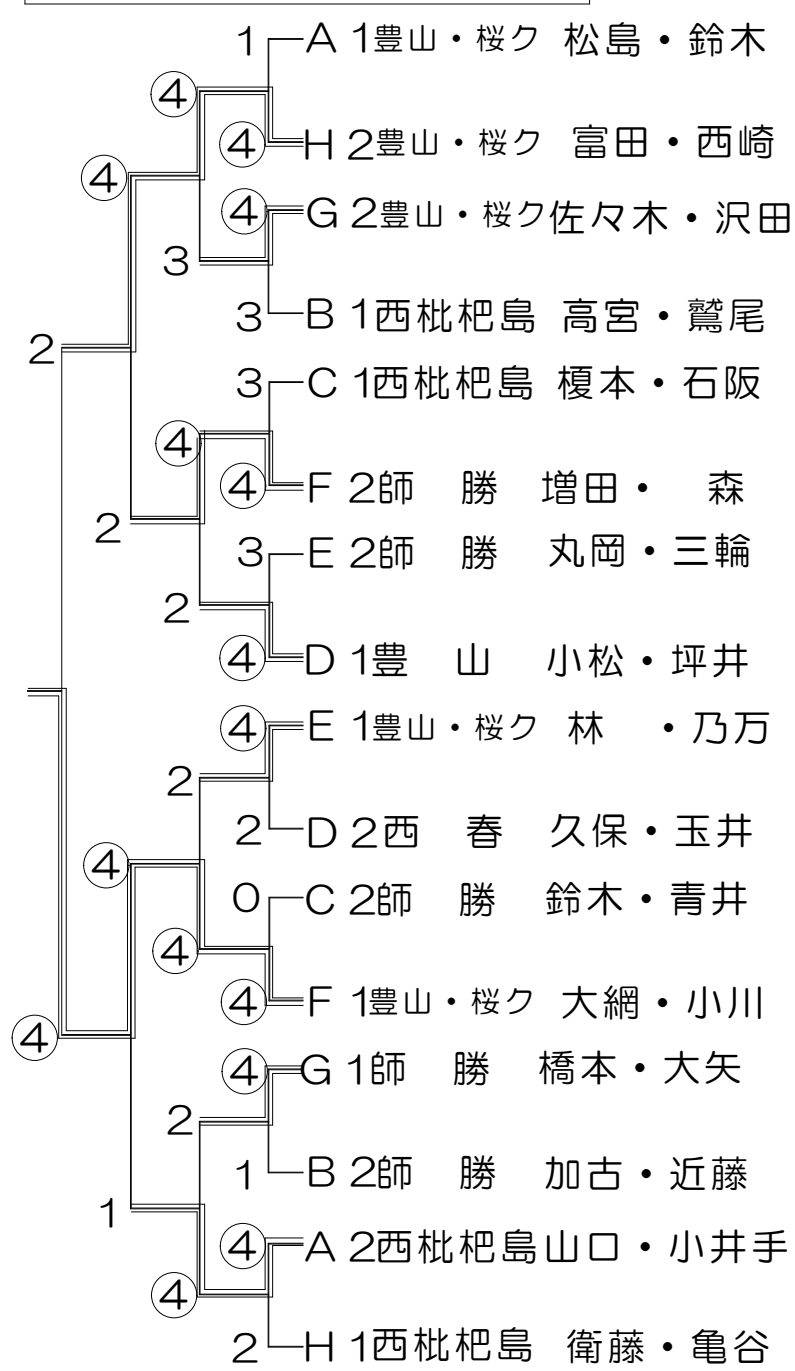 1 A 1豊山・桜ク 松島・鈴木
④
④ H 2豊山・桜ク 富田・西崎
④
④ G 2豊山・桜ク佐々木・沢田
3
3 B 1西枇杷島 高宮・鷲尾
2
3 C 1西枇杷島 榎本・石阪
④
④ F 2師 勝 増田・ 森
2
3 E 2師 勝 丸岡・三輪
2
④ D 1豊 山 小松・坪井
④ E 1豊山・桜ク 林 ・乃万
2
2 D 2西 春 久保・玉井
④
0 C 2師 勝 鈴木・青井
④
④ F 1豊山・桜ク 大網・小川
④
④ G 1師 勝 橋本・大矢
2
1 B 2師 勝 加古・近藤
1
④ A 2西枇杷島山口・小井手
④
2 H 1西枇杷島 衛藤・亀谷